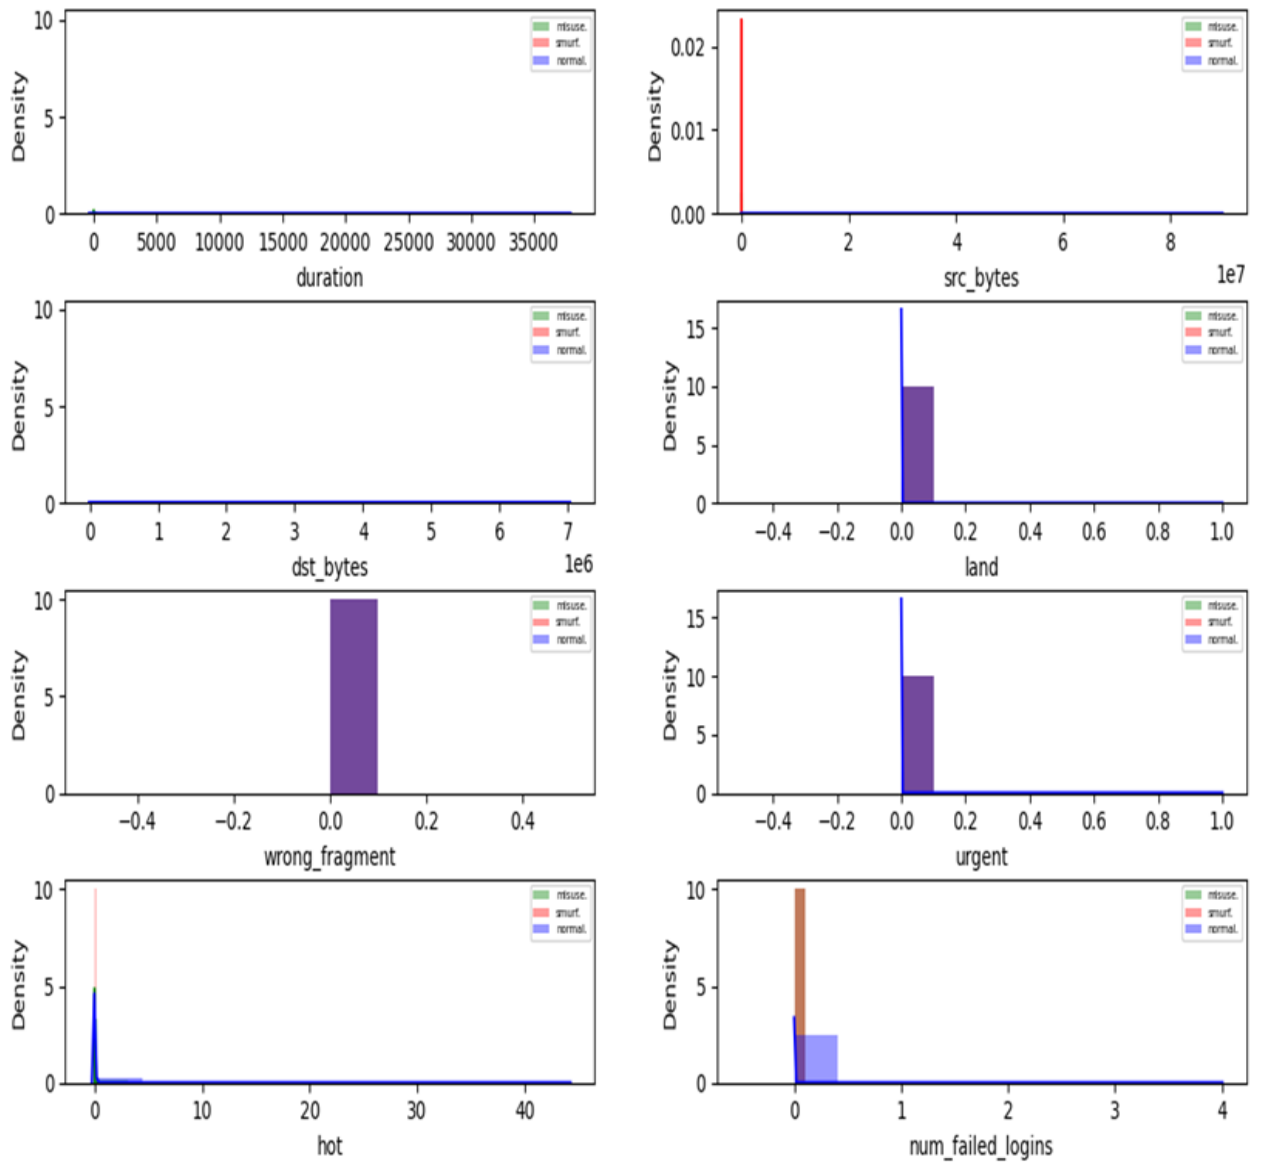 10
5
0
Density
misuse.
smurf.
normal.
0 5000 10000 15000 20000 25000 30000 35000
duration
0.02
0.01
0.00
Density
misuse.
smurf.
normal.
0 2 4 6 8
1e7
src_bytes
10
5
0
Density
misuse.
smurf.
normal.
0 1 2 3 4 5 6 7
1e6
dst_bytes
15
10
5
0
Density
misuse.
smurf.
normal.
−0.4 −0.2 0.0 0.2 0.4 0.6 0.8 1.0
land
10
5
0
Density
misuse.
smurf.
normal.
−0.4 −0.2 0.0 0.2 0.4
wrong_fragment
15
10
5
0
Density
misuse.
smurf.
normal.
−0.4 −0.2 0.0 0.2 0.4 0.6 0.8 1.0
urgent
10
5
0
Density
misuse.
smurf.
normal.
0 10 20 30 40
hot
10
5
0
Density
misuse.
smurf.
normal.
0 1 2 3 4
num_failed_logins